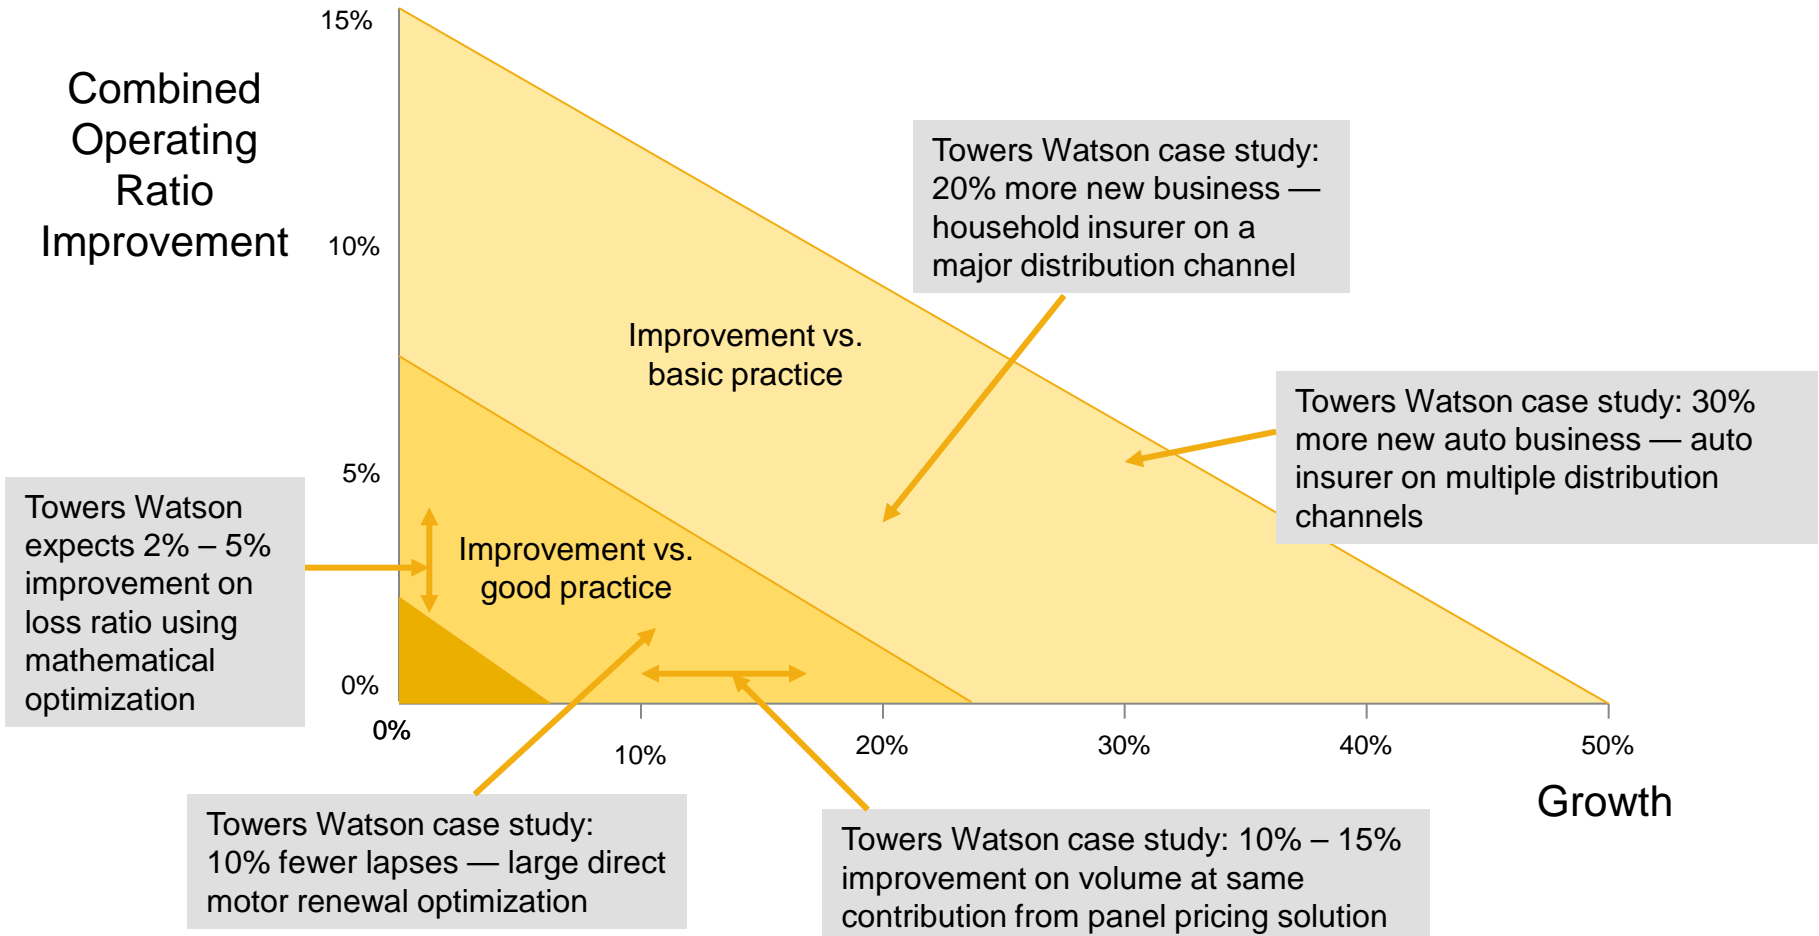 15%
Combined
Operating
Ratio
Improvement
10%
5%
0%
Towers Watson case study:
20% more new business —
household insurer on a
major distribution channel
Improvement vs.
basic practice
Towers Watson case study: 30%
more new auto business — auto
insurer on multiple distribution
channels
Towers Watson
expects 2% – 5%
improvement on
loss ratio using
mathematical
optimization
Improvement vs.
good practice
0%
10%
20%
30%
40%
50%
Growth
Towers Watson case study:
10% fewer lapses — large direct
motor renewal optimization
Towers Watson case study: 10% – 15%
improvement on volume at same
contribution from panel pricing solution